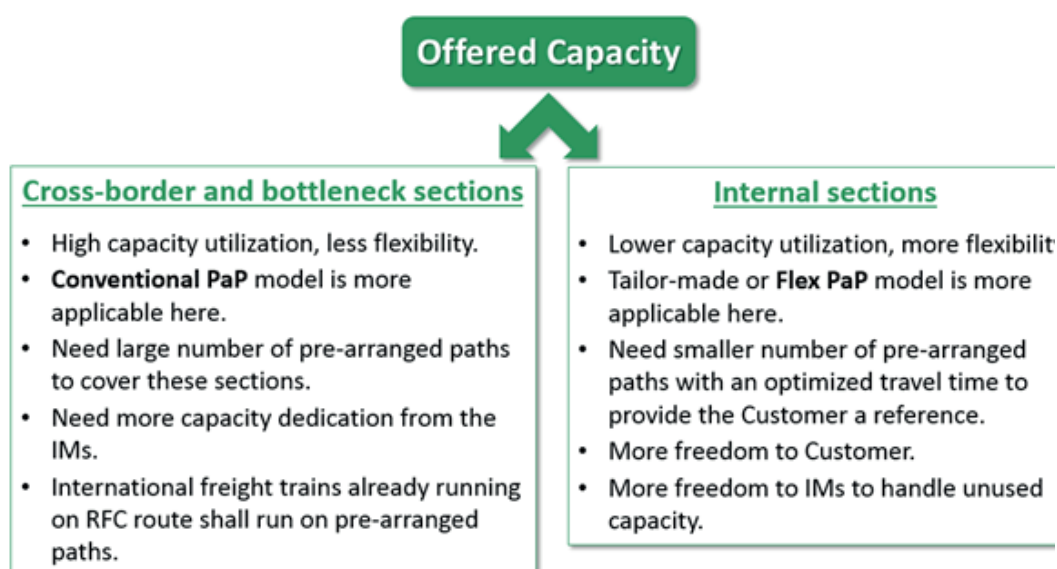 Offered Capacity
Cross-border and bottleneck sections
• High capacity utilization, less flexibility.
• Conventional PaP model is more
applicable here.
• Need large number of pre-arranged paths
to cover these sections.
• Need more capacity dedication from the
IMs.
• International freight trains already running
on RFC route shall run on pre-arranged
paths.
Internal sections
• Lower capacity utilization, more flexibilit
• Tailor-made or Flex PaP model is more
applicable here.
• Need smaller number of pre-arranged
paths with an optimized travel time to
provide the Customer a reference.
• More freedom to Customer.
• More freedom to IMs to handle unused
capacity.